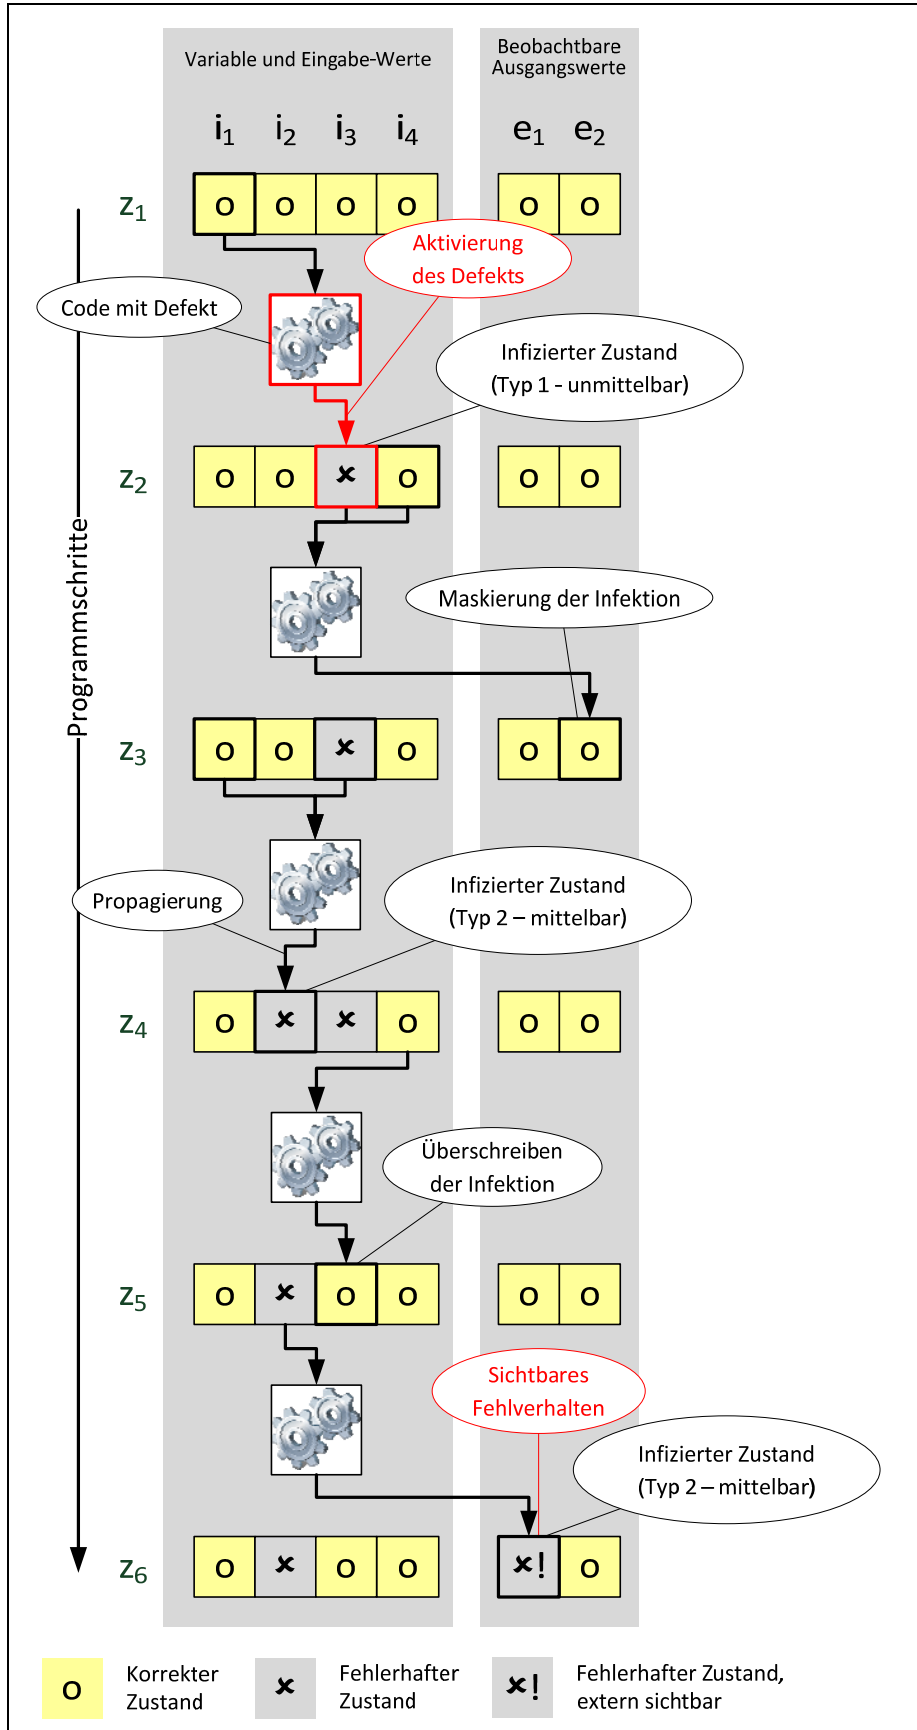 Variable und Eingabe-Werte
Beobachtbare
Ausgangswerte
i1 i2 i3 i4
e1 e2
z1
o o o o
o o
Aktivierung
des Defekts
Code mit Defekt
Infizierter Zustand
(Typ 1 - unmittelbar)
z2
o o ✗ o
o o
Programmschritte
Maskierung der Infektion
z3
o o ✗ o
o o
Propagierung
Infizierter Zustand
(Typ 2 – mittelbar)
z4
o ✗ ✗ o
o o
Überschreiben
der Infektion
z5
o ✗ o o
o o
Sichtbares
Fehlverhalten
Infizierter Zustand
(Typ 2 – mittelbar)
z6
o ✗ o o
✗! o
o
Korrekter
Zustand
✗
Fehlerhafter
Zustand
✗!
Fehlerhafter Zustand,
extern sichtbar